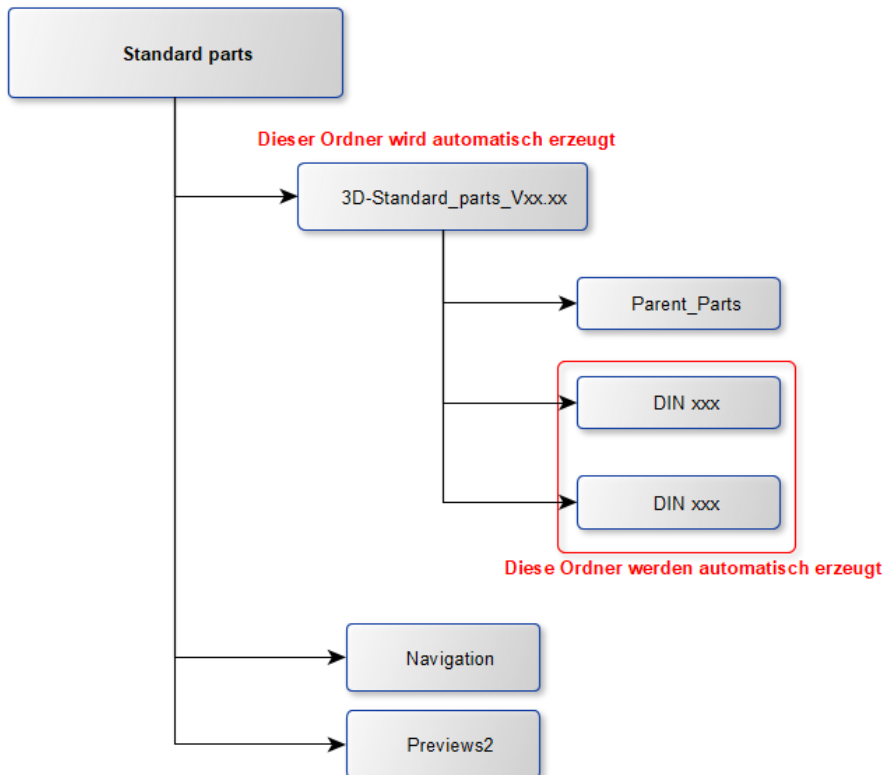 Standard parts
Dieser Ordner wird automatisch erzeugt
3D-Standard_parts_Vxx.xx
Parent_Parts
DIN xxx
DIN xxx
Diese Ordner werden automatisch erzeugt
Navigation
Previews2